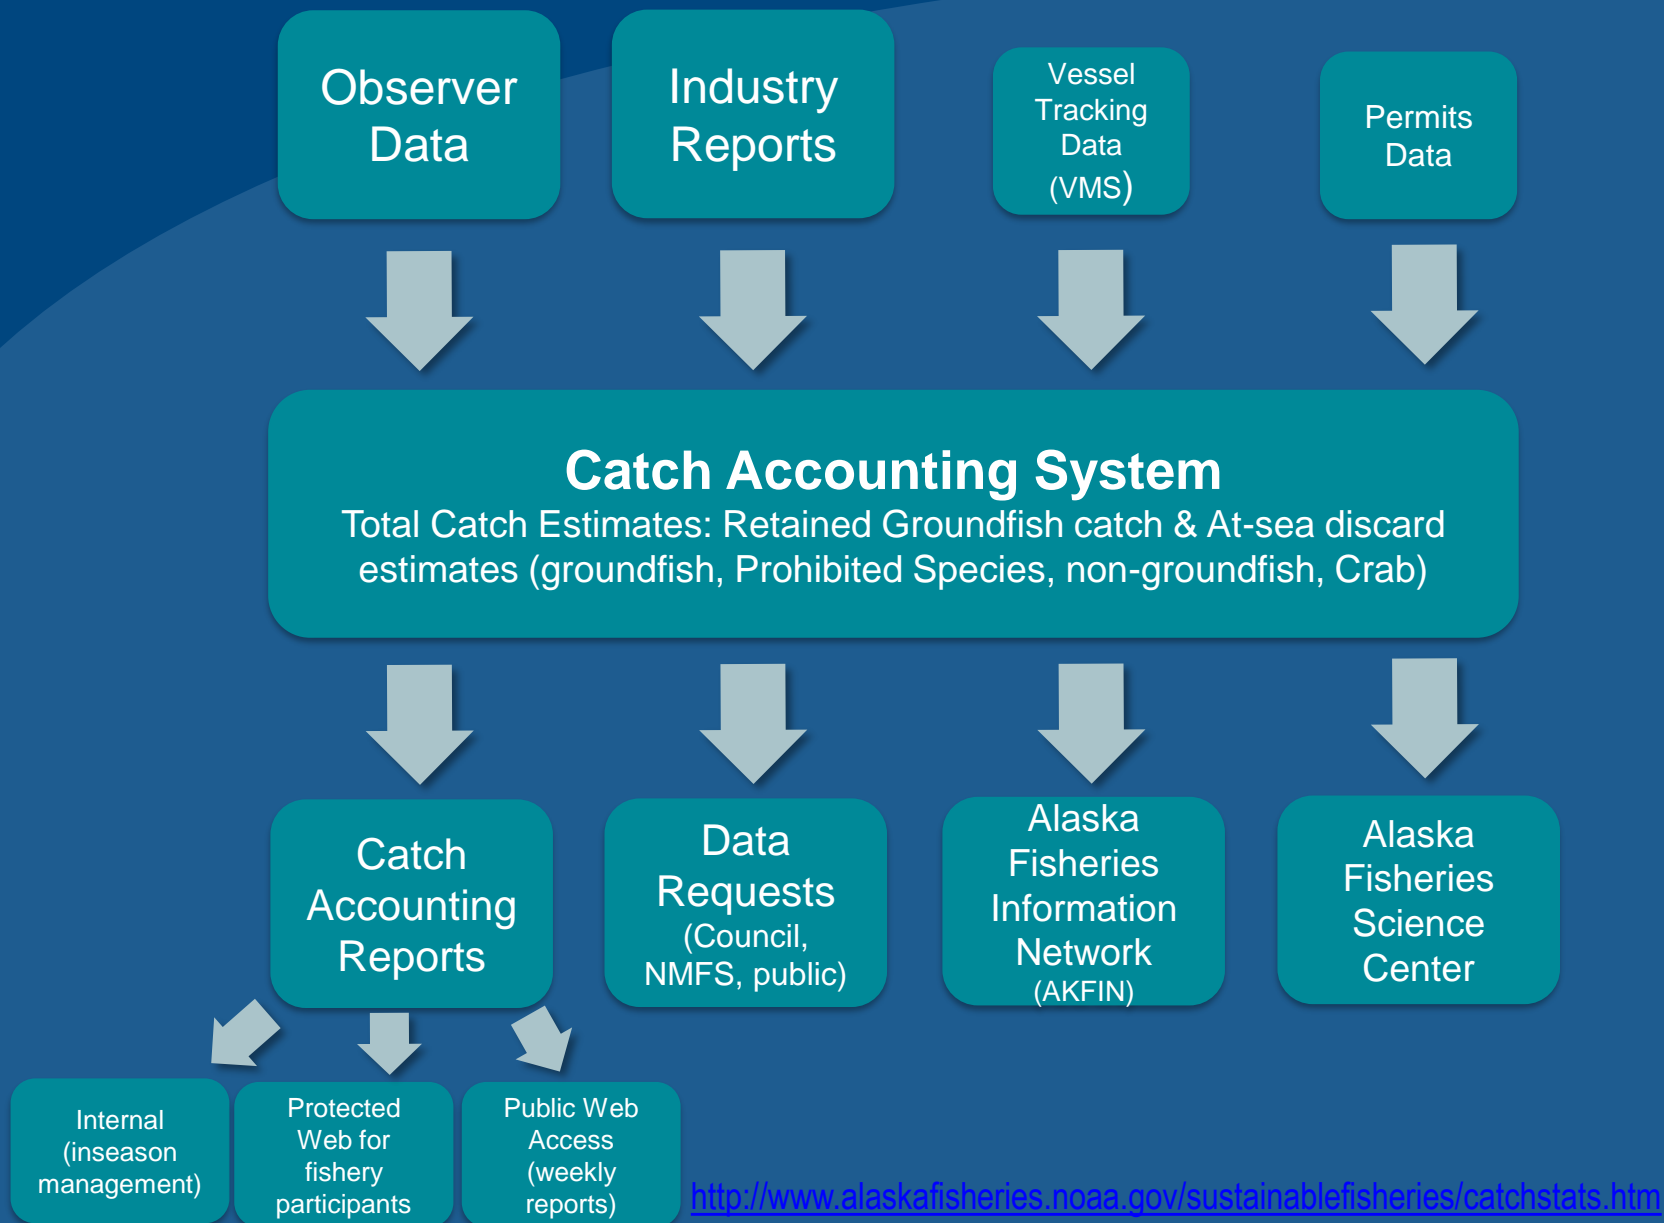 Observer
Data
Industry
Reports
Vessel
Tracking
Data
(VMS)
Permits
Data
Catch Accounting System
Total Catch Estimates: Retained Groundfish catch & At-sea discard
estimates (groundfish, Prohibited Species, non-groundfish, Crab)
Catch
Accounting
Reports
Data
Requests
(Council,
NMFS, public)
Alaska
Fisheries
Information
Network
(AKFIN)
Alaska
Fisheries
Science
Center
Internal
(inseason
management)
Protected
Web for
fishery
participants
Public Web
Access
(weekly
reports)
http://www.alaskafisheries.noaa.gov/sustainablefisheries/catchstats.htm